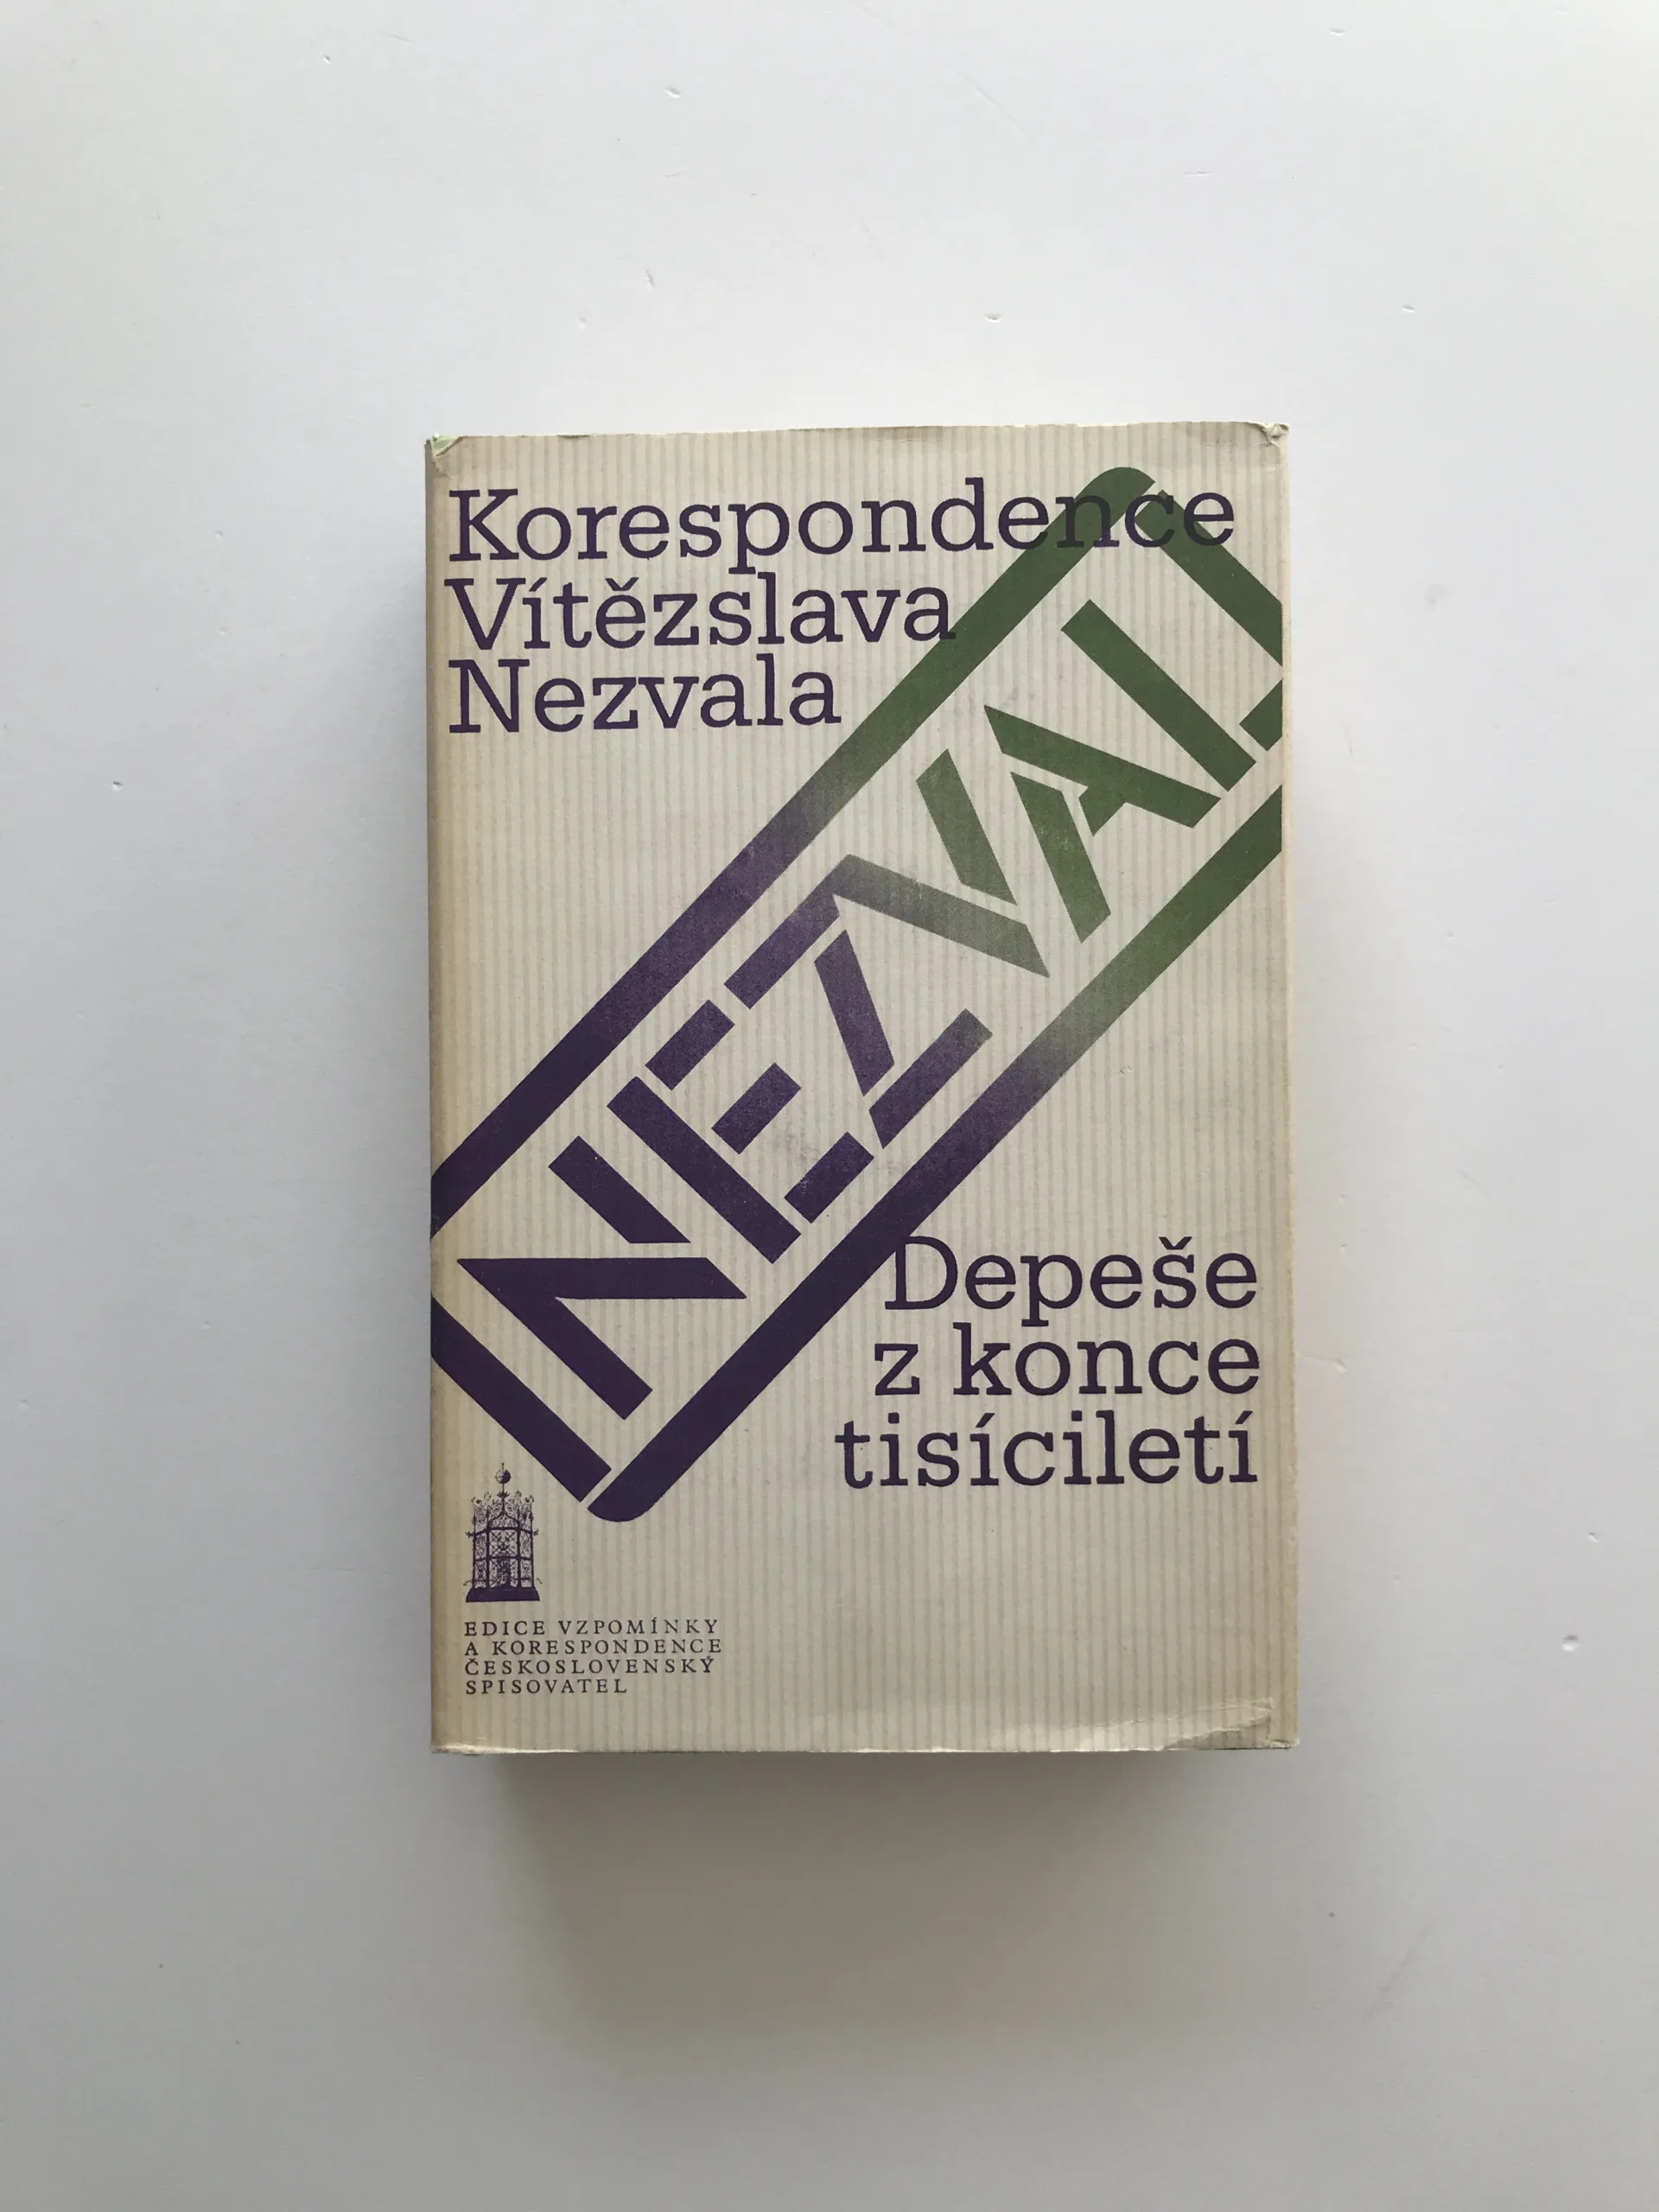 Korespondence
Vítězslava
Nezvala
NEZVAL
Depeše
z konce
tisíciletí
EDICE VZPOMÍNKY
A KORESPONDENCE
ČESKOSLOVENSKÝ
SPISOVATEL